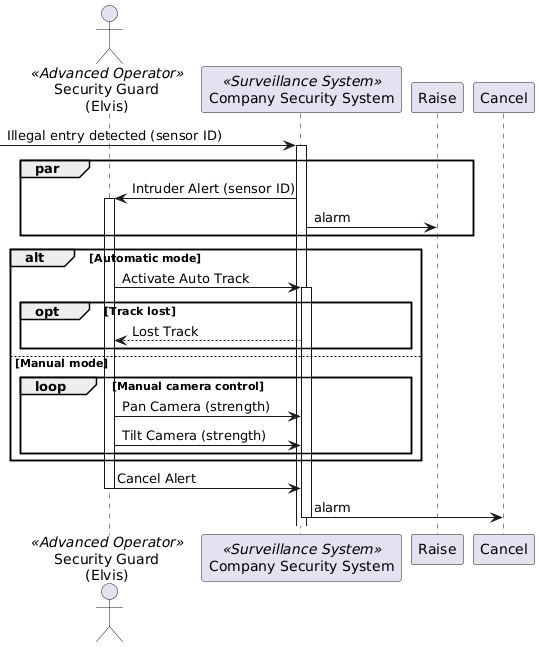 «Advanced Operator»
Security Guard
(Elvis)
«Surveillance System»
Company Security System
Raise
Cancel
Illegal entry detected (sensor ID)
par
Intruder Alert (sensor ID)
alarm
alt [Automatic mode]
Activate Auto Track
opt [Track lost]
Lost Track
[Manual mode]
loop [Manual camera control]
Pan Camera (strength)
Tilt Camera (strength)
Cancel Alert
alarm
«Advanced Operator»
Security Guard
(Elvis)
«Surveillance System»
Company Security System
Raise
Cancel